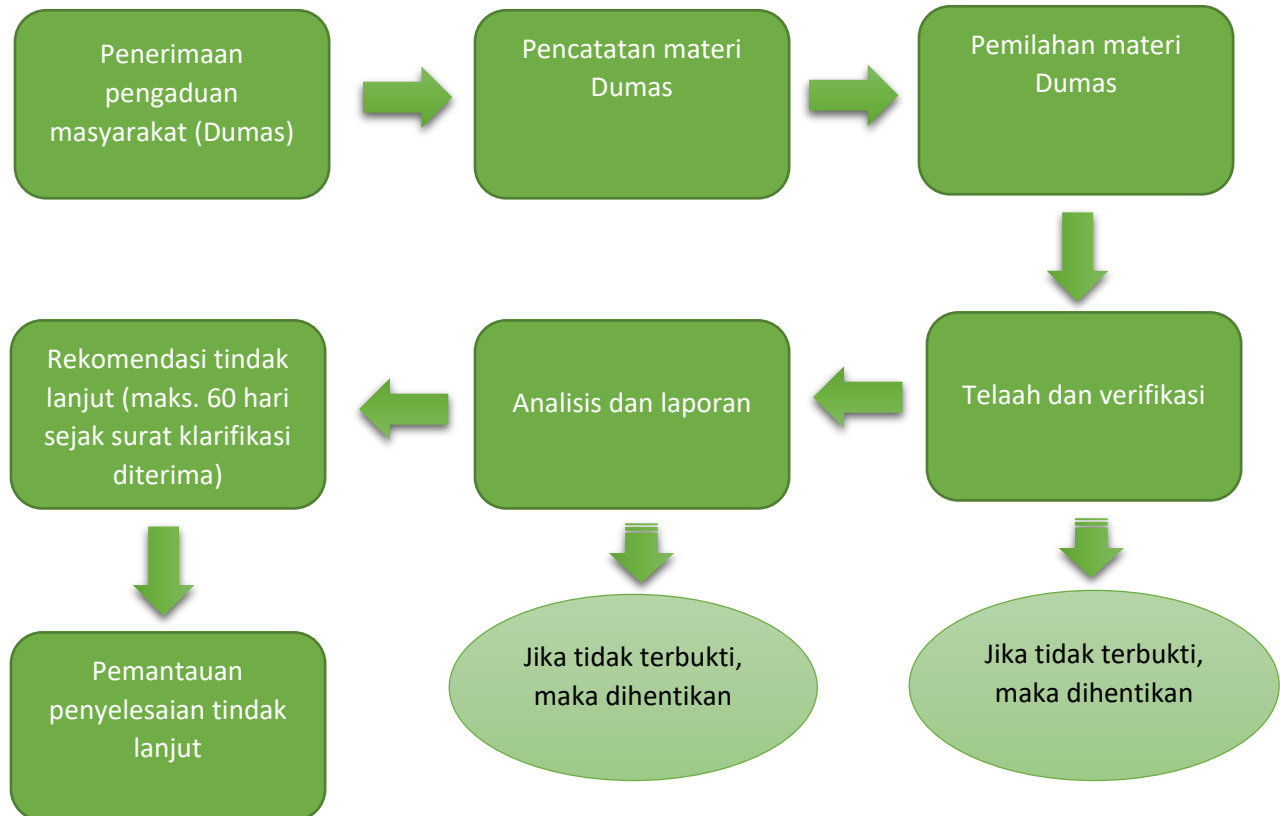 Penerimaan
pengaduan
masyarakat (Dumas)
Pencatatan materi
Dumas
Pemilahan materi
Dumas
Telaah dan verifikasi
Analisis dan laporan
Rekomendasi tindak
lanjut (maks. 60 hari
sejak surat klarifikasi
diterima)
Pemantauan
penyelesaian tindak
lanjut
Jika tidak terbukti,
maka dihentikan
Jika tidak terbukti,
maka dihentikan